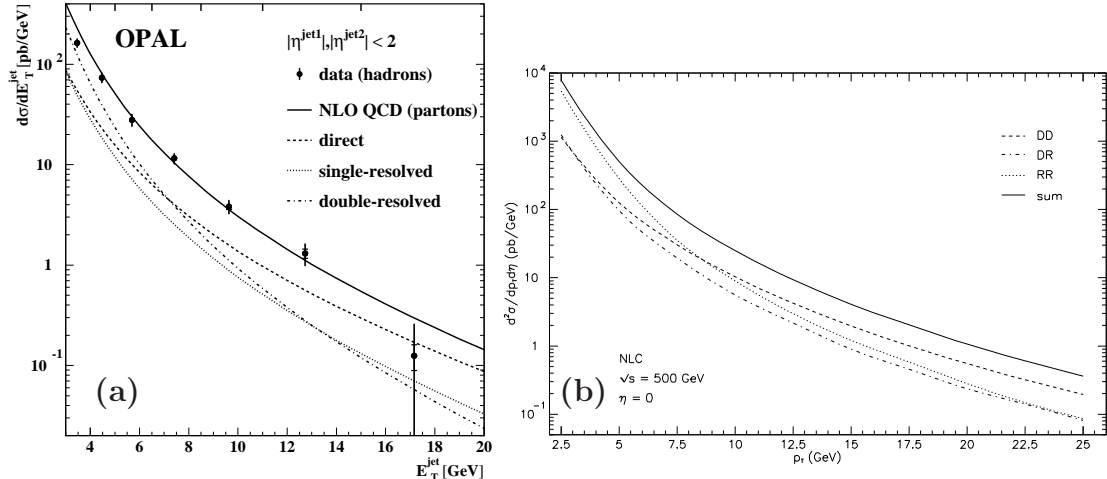 OPAL
|η^jet1|,|η^jet2| < 2
data (hadrons)
NLO QCD (partons)
direct
single-resolved
double-resolved
dσ/dE_T^jet [pb/GeV]
10^2
10
1
10^-1
(a)
4 6 8 10 12 14 16 18 20
E_T^jet [GeV]
10^4
10^3
10^2
10^1
1
10^-1
d²σ/dp_T dη (pb/GeV)
DD
DR
RR
sum
NLC
√s = 500 GeV
η = 0
(b)
2.5 5.0 7.5 10 12.5 15 17.5 20 22.5 25
p_T (GeV)